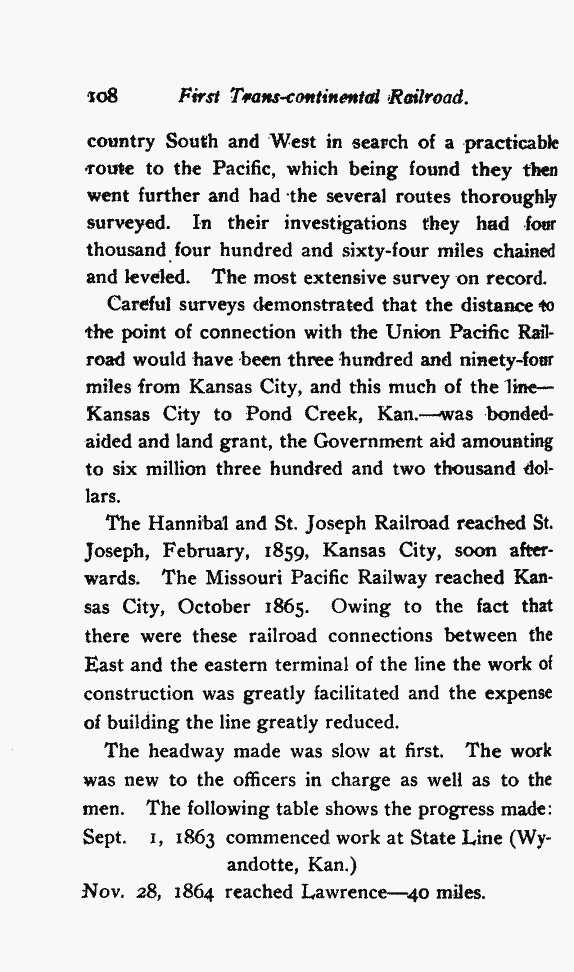 108 First Trans-continental Railroad.
country South and West in search of a practicable
route to the Pacific, which being found they then
went further and had the several routes thoroughly
surveyed. In their investigations they had four
thousand four hundred and sixty-four miles chained
and leveled. The most extensive survey on record.
Careful surveys demonstrated that the distance to
the point of connection with the Union Pacific Rail-
road would have been three hundred and ninety-four
miles from Kansas City, and this much of the line—
Kansas City to Pond Creek, Kan.—was bonded-
aided and land grant, the Government aid amounting
to six million three hundred and two thousand dol-
lars.
The Hannibal and St. Joseph Railroad reached St.
Joseph, February, 1859, Kansas City, soon after-
wards. The Missouri Pacific Railway reached Kan-
sas City, October 1865. Owing to the fact that
there were these railroad connections between the
East and the eastern terminal of the line the work of
construction was greatly facilitated and the expense
of building the line greatly reduced.
The headway made was slow at first. The work
was new to the officers in charge as well as to the
men. The following table shows the progress made:
Sept. 1, 1863 commenced work at State Line (Wy-
andotte, Kan.)
Nov. 28, 1864 reached Lawrence—40 miles.